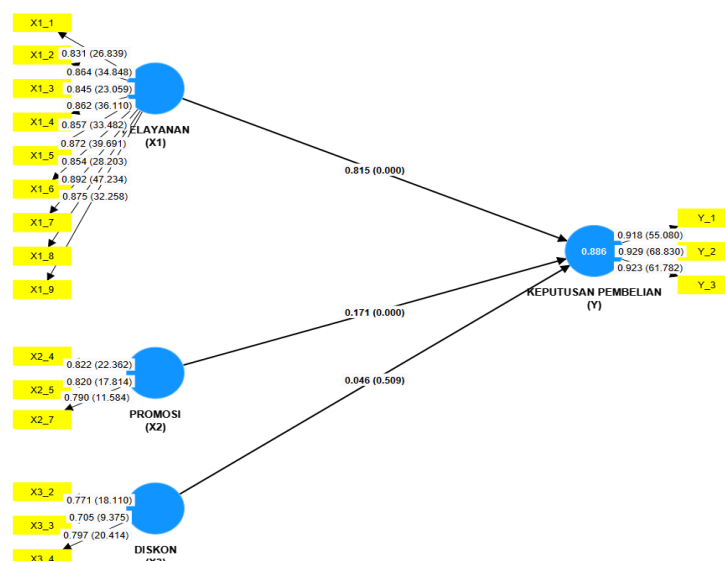 X1_1
X1_2
X1_3
X1_4
X1_5
X1_6
X1_7
X1_8
X1_9
0.831 (26.839)
0.864 (34.848)
0.845 (23.059)
0.862 (36.110)
0.857 (33.482)
0.872 (39.691)
0.854 (28.203)
0.892 (47.234)
0.875 (32.258)
(X1)
0.815 (0.000)
X2_4
X2_5
X2_7
0.822 (22.362)
0.820 (17.814)
0.790 (11.584)
PROMOSI
(X2)
0.171 (0.000)
X3_2
X3_3
X3_4
0.771 (18.110)
0.705 (9.375)
0.797 (20.414)
DISKON
0.046 (0.509)
0.886
KEPUTUSAN PEMBELIAN
(Y)
0.918 (55.080)
0.929 (68.830)
0.923 (61.782)
Y_1
Y_2
Y_3